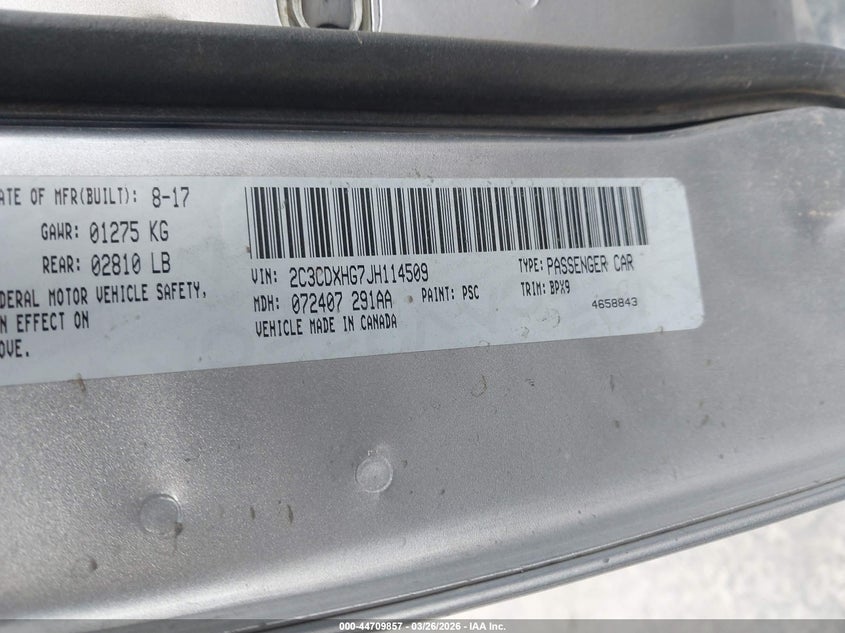 ATE OF MFR(BUILT): 8-17
GAWR: 01275 KG
REAR: 02810 LB
DERAL MOTOR VEHICLE SAFETY,
N EFFECT ON
OVE.
VIN: 2C3CDXHG7JH114509 TYPE: PASSENGER CAR
MDH: 072407 291AA PAINT: PSC TRIM: BPX9
VEHICLE MADE IN CANADA 4658843
000-44709857 - 03/26/2026 - IAA Inc.